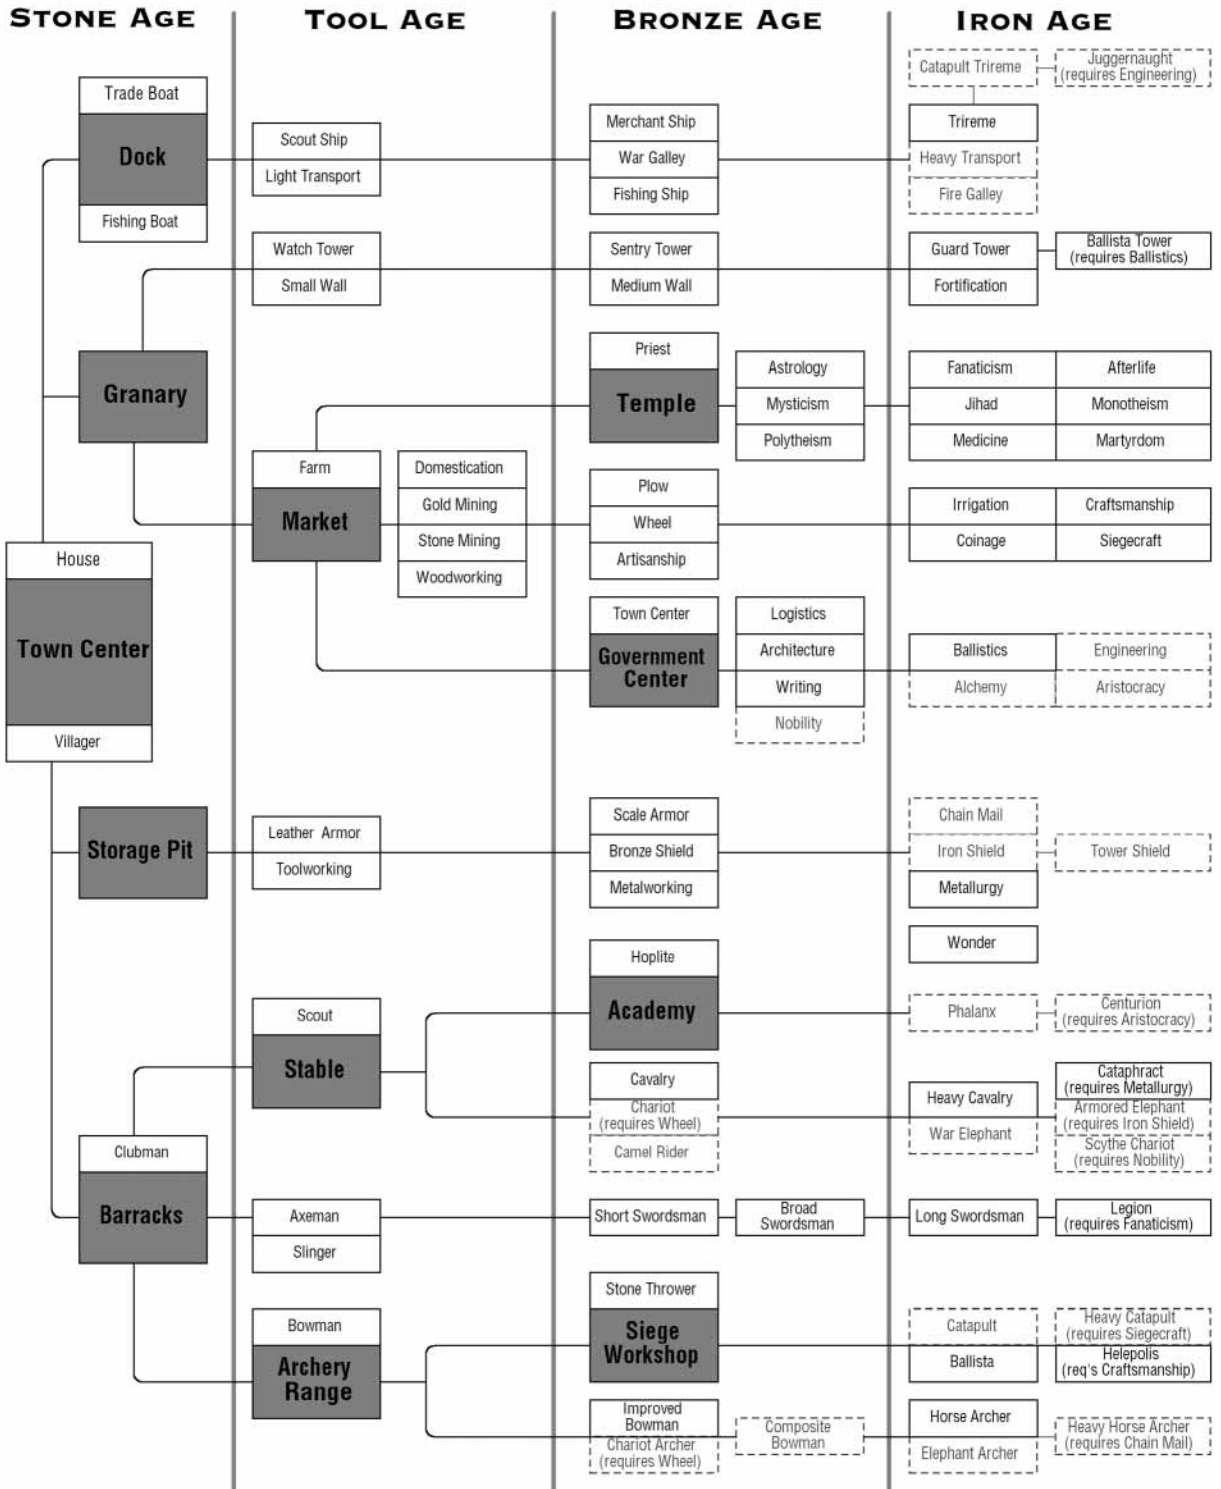 STONE AGE
TOOL AGE
BRONZE AGE
IRON AGE
Trade Boat
Dock
Fishing Boat
Scout Ship
Light Transport
Merchant Ship
War Galley
Fishing Ship
Catapult Trireme
Juggernaught
(requires Engineering)
Trireme
Heavy Transport
Fire Galley
Watch Tower
Small Wall
Sentry Tower
Medium Wall
Guard Tower
Fortification
Ballista Tower
(requires Ballistics)
Granary
Priest
Temple
Astrology
Mysticism
Polytheism
Fanaticism
Afterlife
Jihad
Monotheism
Medicine
Martyrdom
Farm
Market
Domestication
Gold Mining
Stone Mining
Woodworking
Plow
Wheel
Artisanship
Irrigation
Craftsmanship
Coinage
Siegecraft
House
Town Center
Villager
Town Center
Government
Center
Logistics
Architecture
Writing
Nobility
Ballistics
Engineering
Alchemy
Aristocracy
Storage Pit
Leather Armor
Toolworking
Scale Armor
Bronze Shield
Metalworking
Chain Mail
Iron Shield
Tower Shield
Metallurgy
Wonder
Scout
Stable
Hoplite
Academy
Phalanx
Centurion
(requires Aristocracy)
Cavalry
Chariot
(requires Wheel)
Camel Rider
Heavy Cavalry
War Elephant
Cataphract
(requires Metallurgy)
Armored Elephant
(requires Iron Shield)
Scythe Chariot
(requires Nobility)
Clubman
Barracks
Axeman
Slinger
Short Swordsman
Broad
Swordsman
Long Swordsman
Legion
(requires Fanaticism)
Bowman
Archery
Range
Stone Thrower
Siege
Workshop
Catapult
Ballista
Heavy Catapult
(requires Siegecraft)
Helepolis
(req's Craftsmanship)
Improved
Bowman
Chariot Archer
(requires Wheel)
Composite
Bowman
Horse Archer
Elephant Archer
Heavy Horse Archer
(requires Chain Mail)